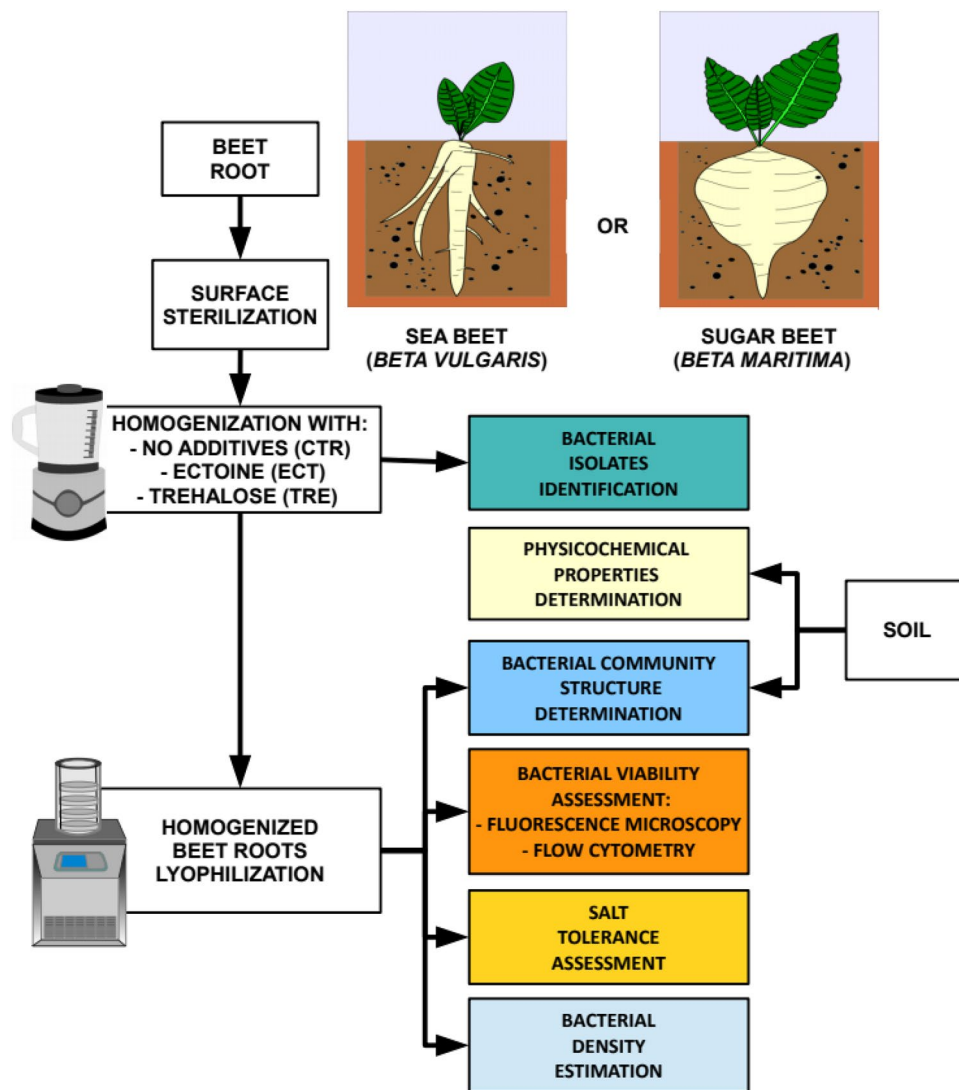 BEET
ROOT
SURFACE
STERILIZATION
SEA BEET
(BETA VULGARIS)
OR
SUGAR BEET
(BETA MARITIMA)
HOMOGENIZATION WITH:
- NO ADDITIVES (CTR)
- ECTOINE (ECT)
- TREHALOSE (TRE)
BACTERIAL
ISOLATES
IDENTIFICATION
PHYSICOCHEMICAL
PROPERTIES
DETERMINATION
SOIL
BACTERIAL COMMUNITY
STRUCTURE
DETERMINATION
HOMOGENIZED
BEET ROOTS
LYOPHILIZATION
BACTERIAL VIABILITY
ASSESSMENT:
- FLUORESCENCE MICROSCOPY
- FLOW CYTOMETRY
SALT
TOLERANCE
ASSESSMENT
BACTERIAL
DENSITY
ESTIMATION